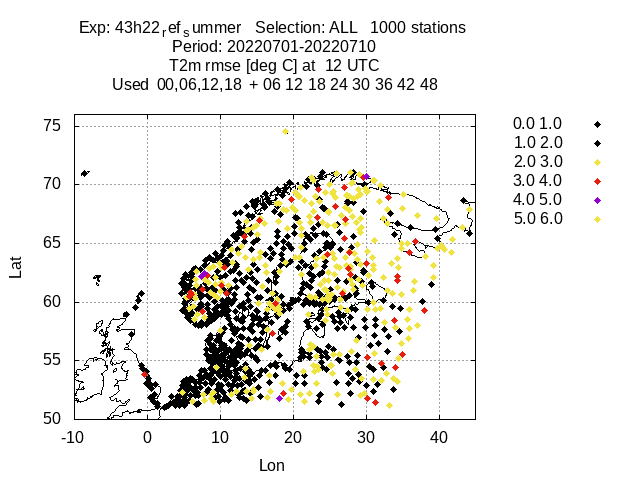 Exp: 43h22refsummer Selection: ALL 1000 stations
Period: 20220701-20220710
T2m rmse [deg C] at 12 UTC
Used 00,06,12,18 + 06 12 18 24 30 36 42 48
0.0 1.0
1.0 2.0
2.0 3.0
3.0 4.0
4.0 5.0
5.0 6.0
75
70
65
60
55
50
Lat
-10 0 10 20 30 40
Lon